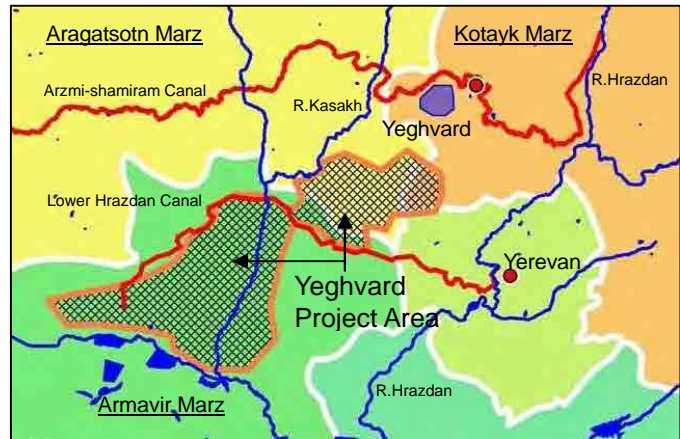 Aragatsotn Marz
Kotayk Marz
Arzmi-shamiram Canal
R.Kasakh
R.Hrazdan
Yeghvard
Lower Hrazdan Canal
Yerevan
Yeghvard
Project Area
R.Hrazdan
Armavir Marz